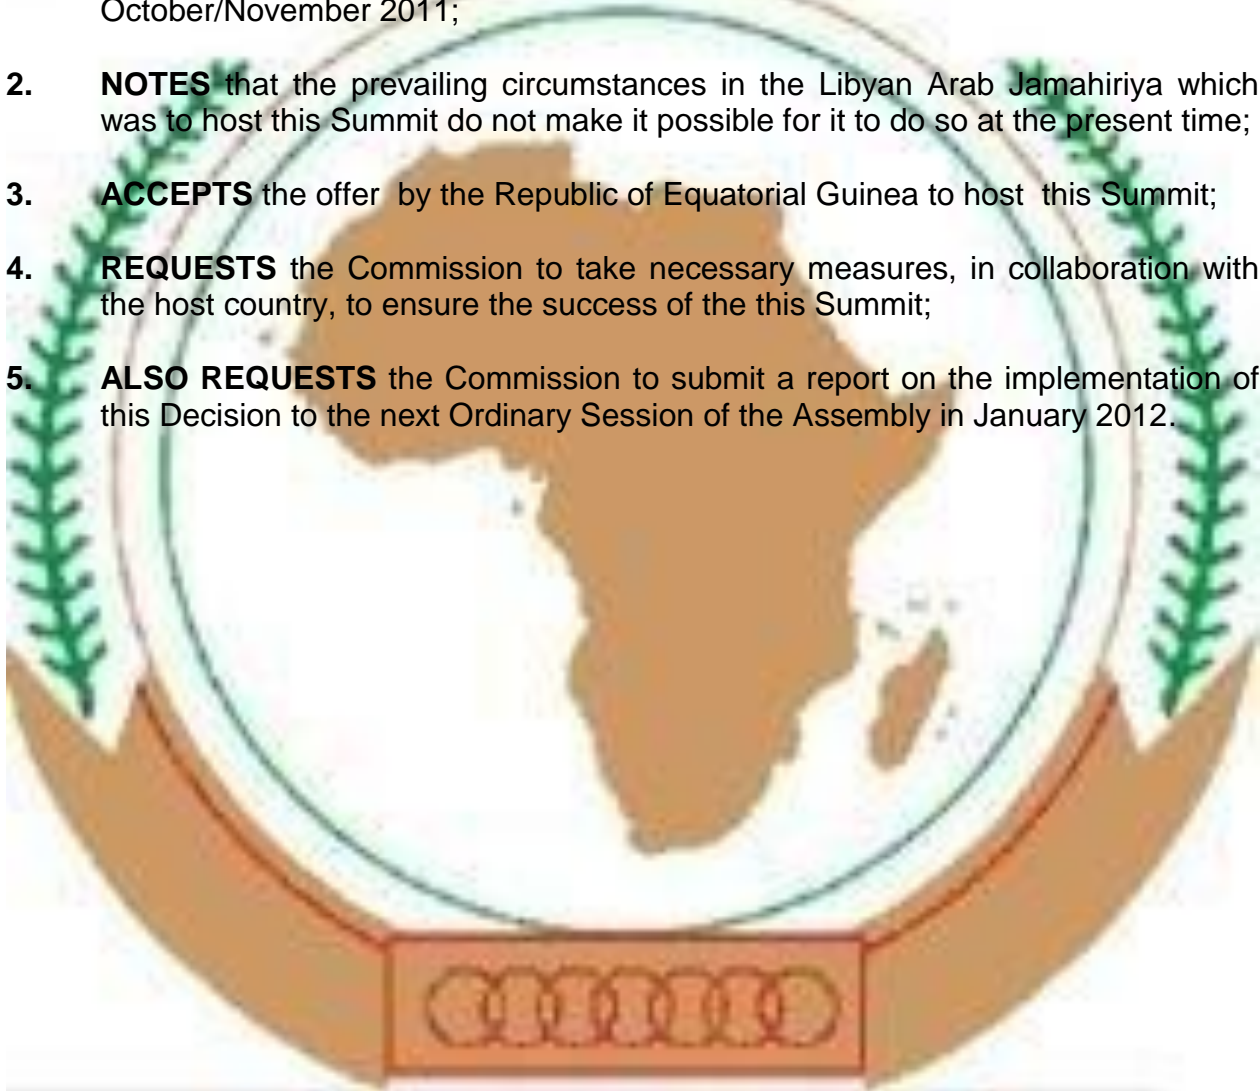 October/November 2011;
2. NOTES that the prevailing circumstances in the Libyan Arab Jamahiriya which
was to host this Summit do not make it possible for it to do so at the present time;
3. ACCEPTS the offer by the Republic of Equatorial Guinea to host this Summit;
4. REQUESTS the Commission to take necessary measures, in collaboration with
the host country, to ensure the success of the this Summit;
5. ALSO REQUESTS the Commission to submit a report on the implementation of
this Decision to the next Ordinary Session of the Assembly in January 2012.